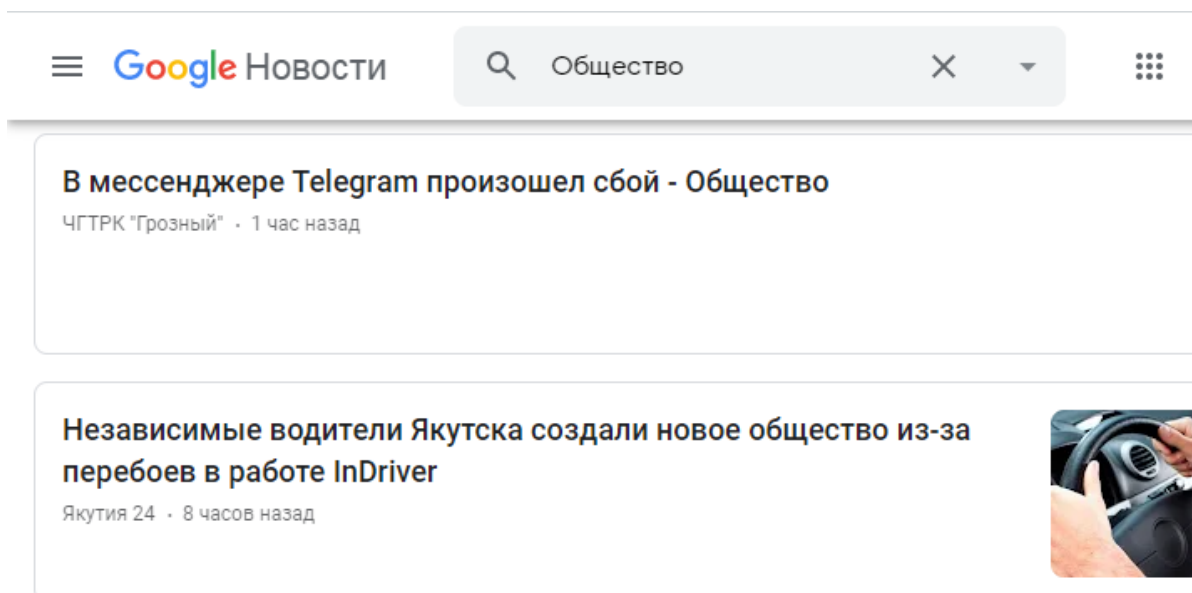 Google Новости
Общество
В мессенджере Telegram произошел сбой - Общество
ЧГТРК "Грозный" · 1 час назад
Независимые водители Якутска создали новое общество из-за
перебоев в работе InDriver
Якутия 24 · 8 часов назад